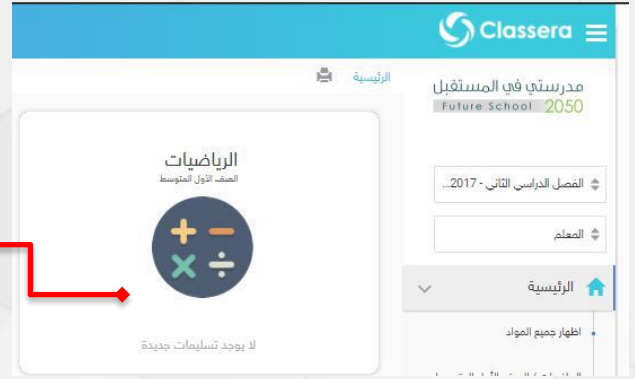 Classera
مدرستي في المستقبل
Future School 2050
الفصل الدراسي الثاني - 2017...
المعلم
الرئيسية
اظهار جميع المواد
الرئيسية
الرياضيات
الصف الأول المتوسط
لا يوجد تسليمات جديدة